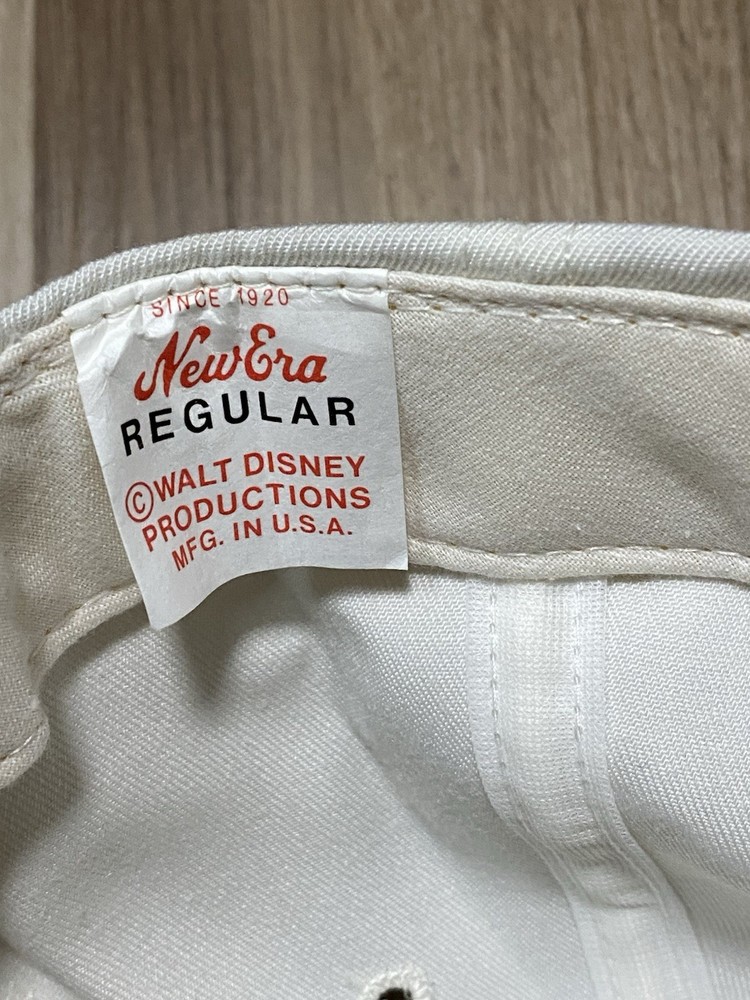 SINCE 1920
NewEra
REGULAR
©WALT DISNEY
PRODUCTIONS
MFG. IN U.S.A.